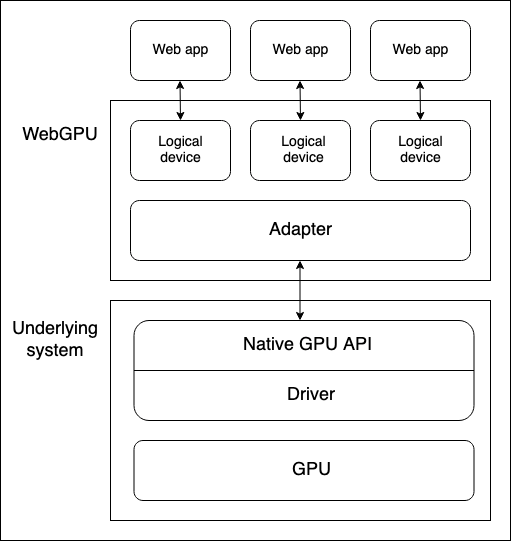 Web app
Web app
Web app
WebGPU
Logical
device
Logical
device
Logical
device
Adapter
Underlying
system
Native GPU API
Driver
GPU